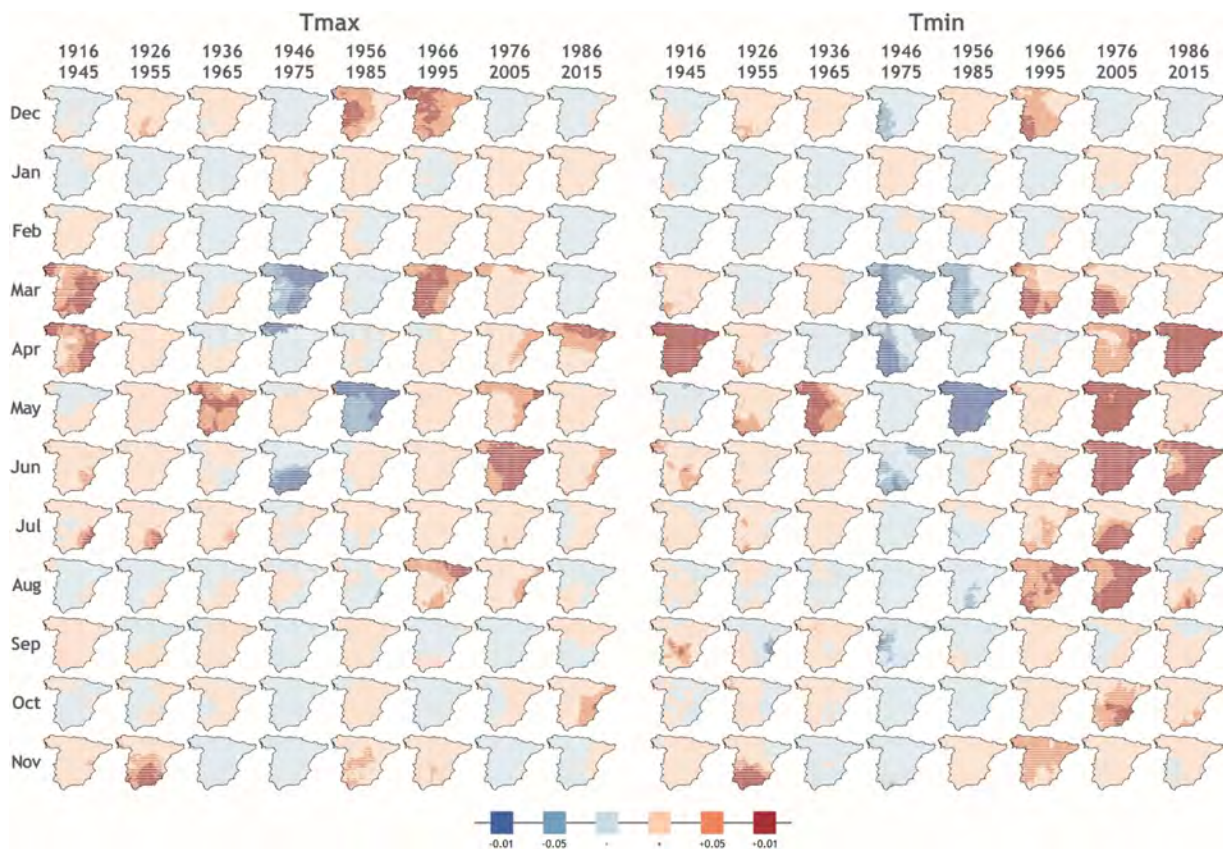 Tmax Tmin
1916 1926 1936 1946 1956 1966 1976 1986 1916 1926 1936 1946 1956 1966 1976 1986
1945 1955 1965 1975 1985 1995 2005 2015 1945 1955 1965 1975 1985 1995 2005 2015
Dec
Jan
Feb
Mar
Apr
May
Jun
Jul
Aug
Sep
Oct
Nov
-0.01 -0.05 - + +0.05 +0.01